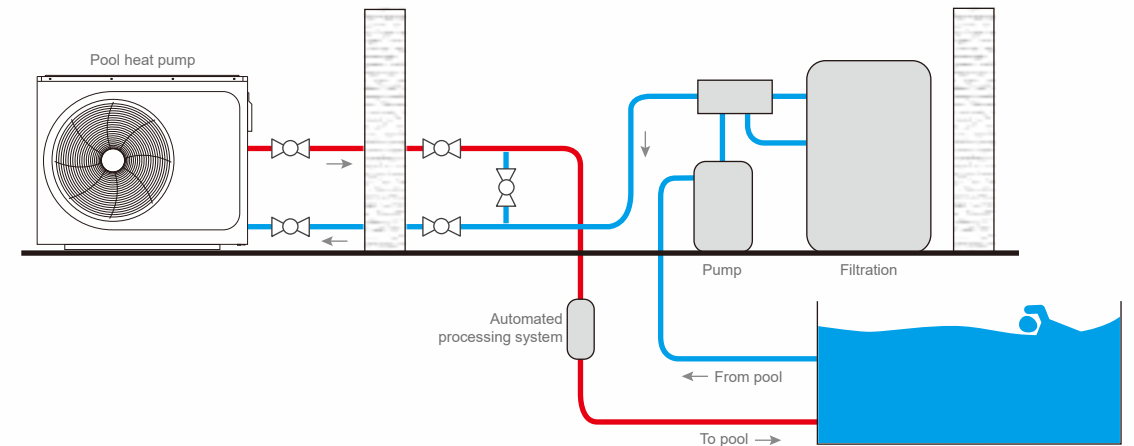 Pool heat pump
Pump
Filtration
Automated
processing system
From pool
To pool